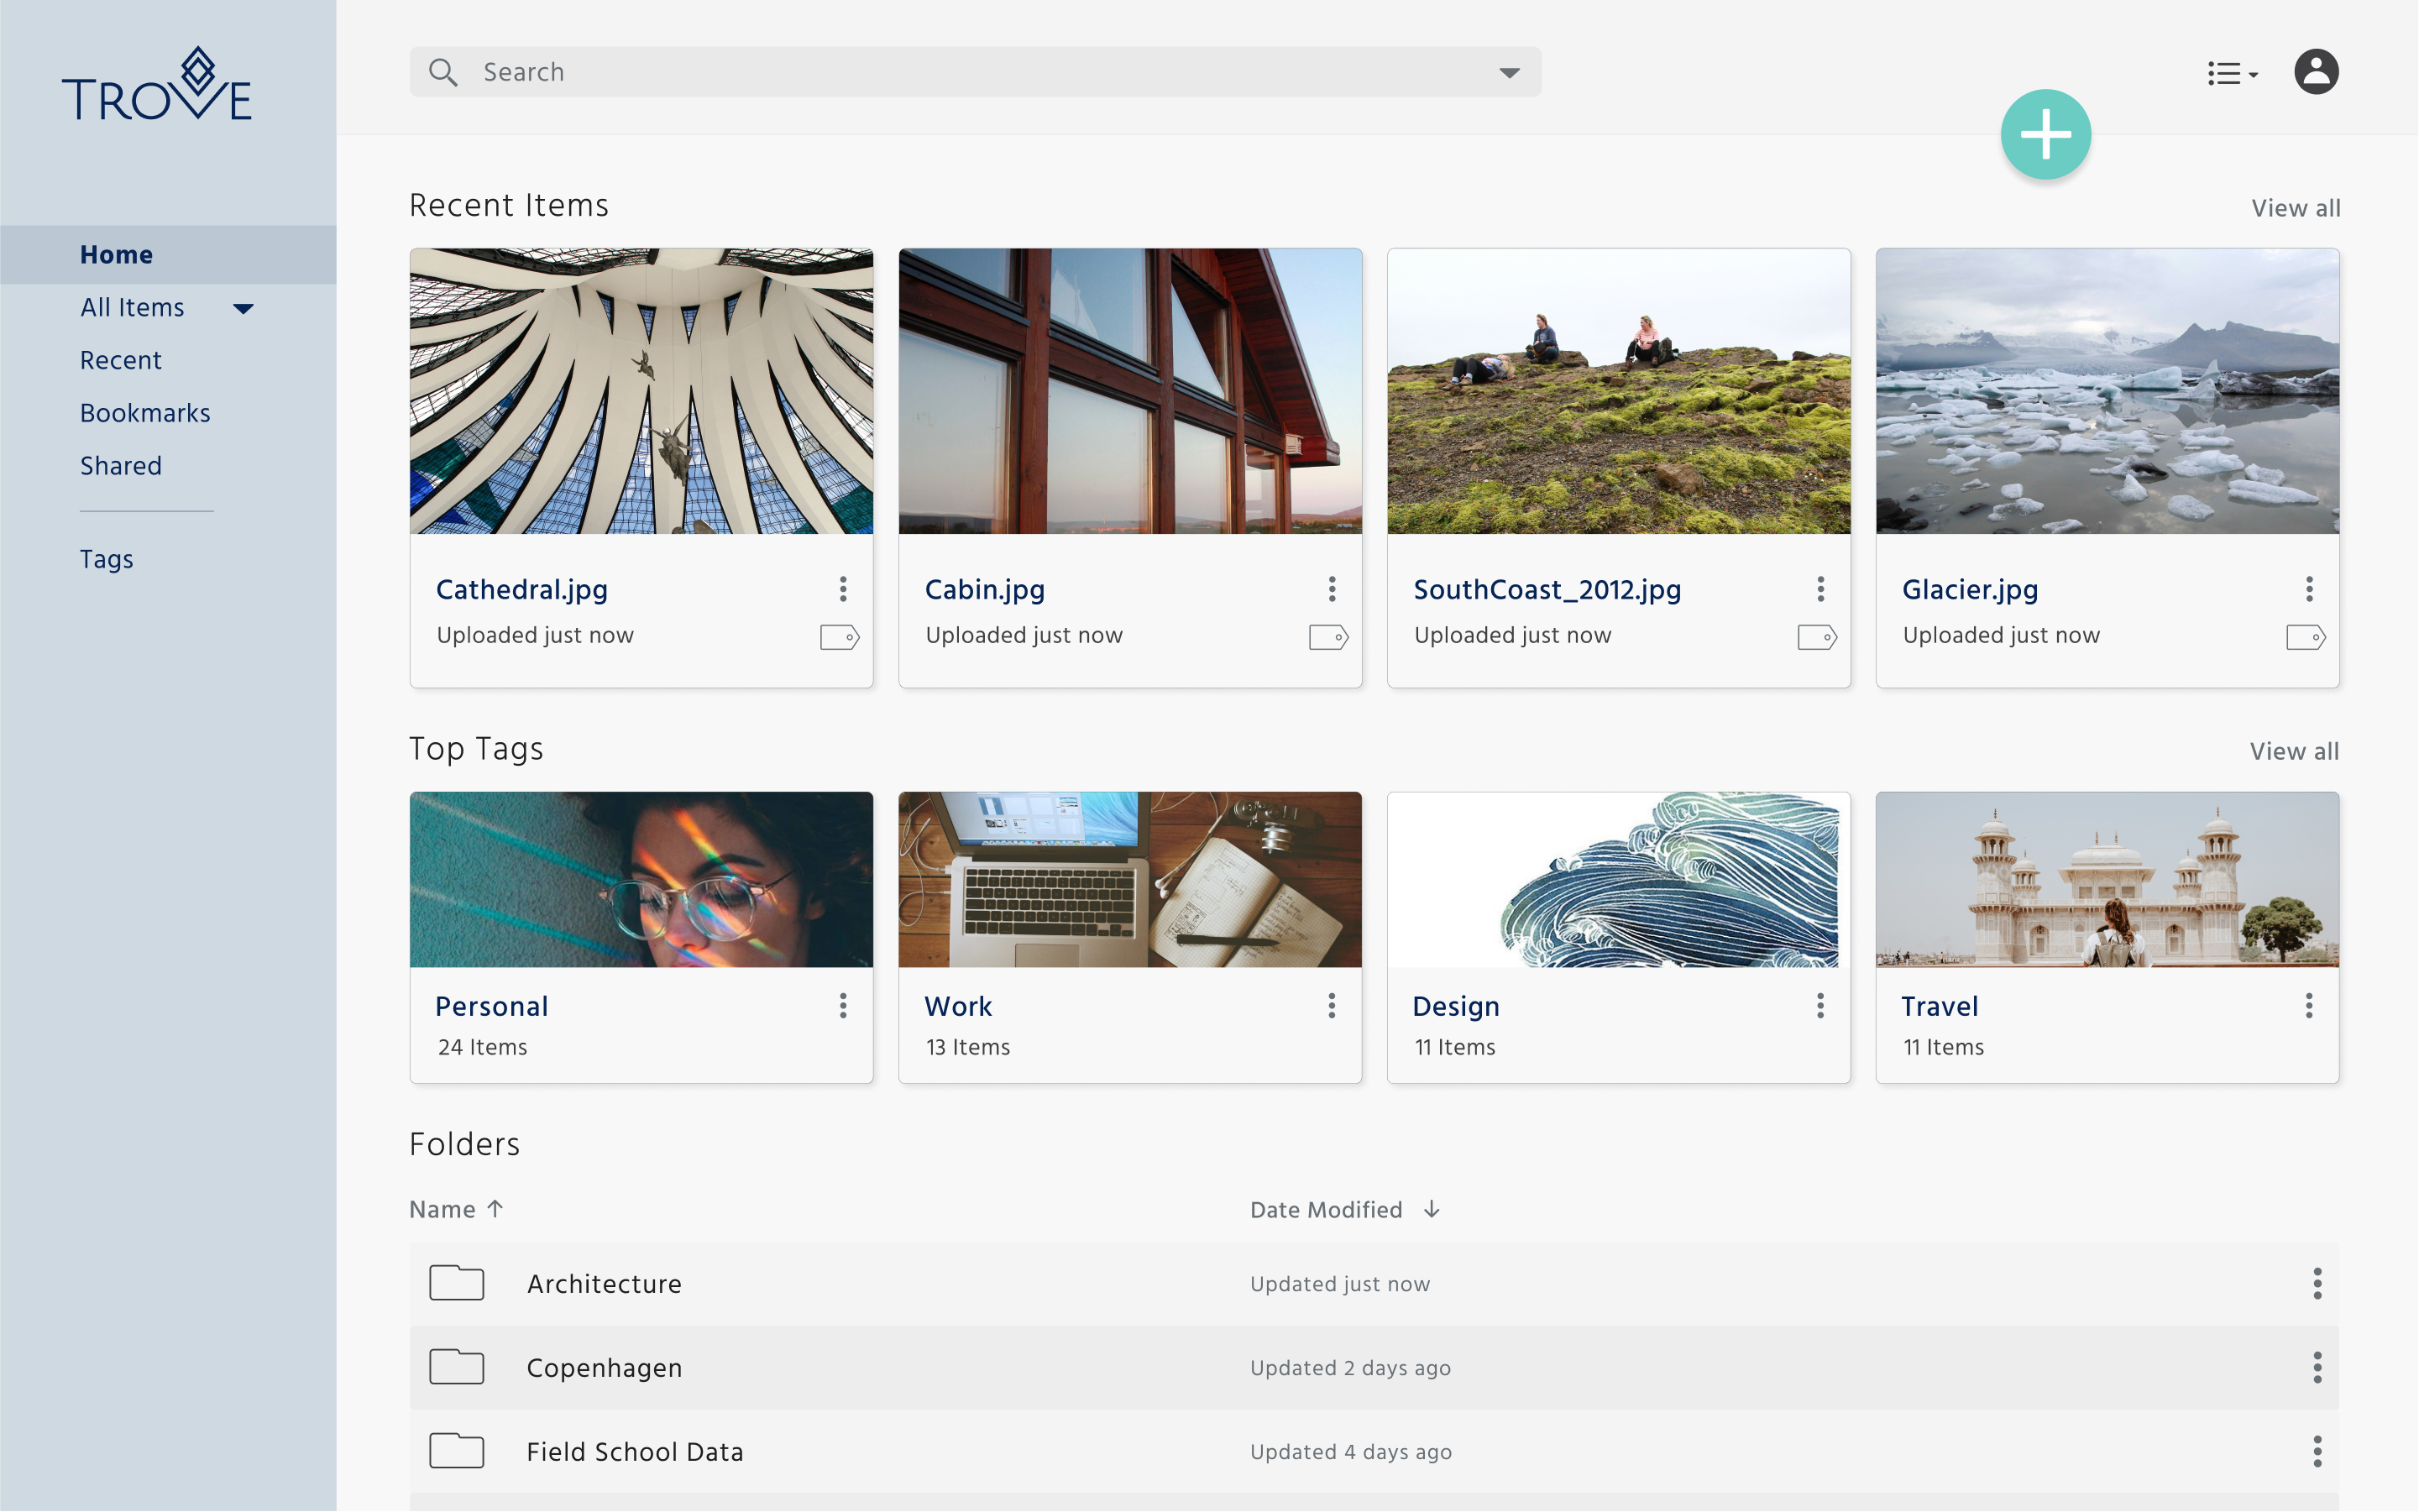 TROVE
Search
Home
All Items
Recent
Bookmarks
Shared
Tags
Recent Items
View all
Cathedral.jpg
Uploaded just now
Cabin.jpg
Uploaded just now
SouthCoast_2012.jpg
Uploaded just now
Glacier.jpg
Uploaded just now
Top Tags
View all
Personal
24 Items
Work
13 Items
Design
11 Items
Travel
11 Items
Folders
Name
Date Modified
Architecture
Updated just now
Copenhagen
Updated 2 days ago
Field School Data
Updated 4 days ago